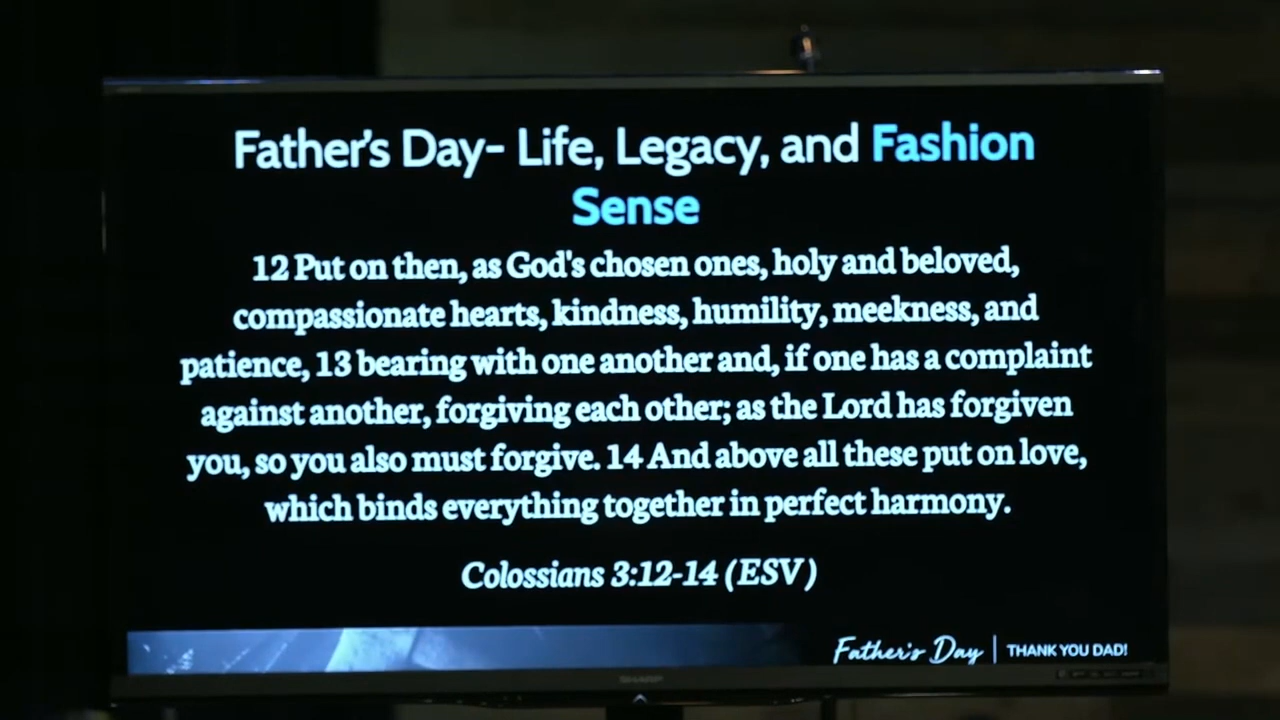 Father's Day- Life, Legacy, and Fashion
Sense
12 Put on then, as God's chosen ones, holy and beloved,
compassionate hearts, kindness, humility, meekness, and
patience, 13 bearing with one another and, if one has a complaint
against another, forgiving each other; as the Lord has forgiven
you, so you also must forgive. 14 And above all these put on love,
which binds everything together in perfect harmony.
Colossians 3:12-14 (ESV)
Father's Day | THANK YOU DAD!
SHARP